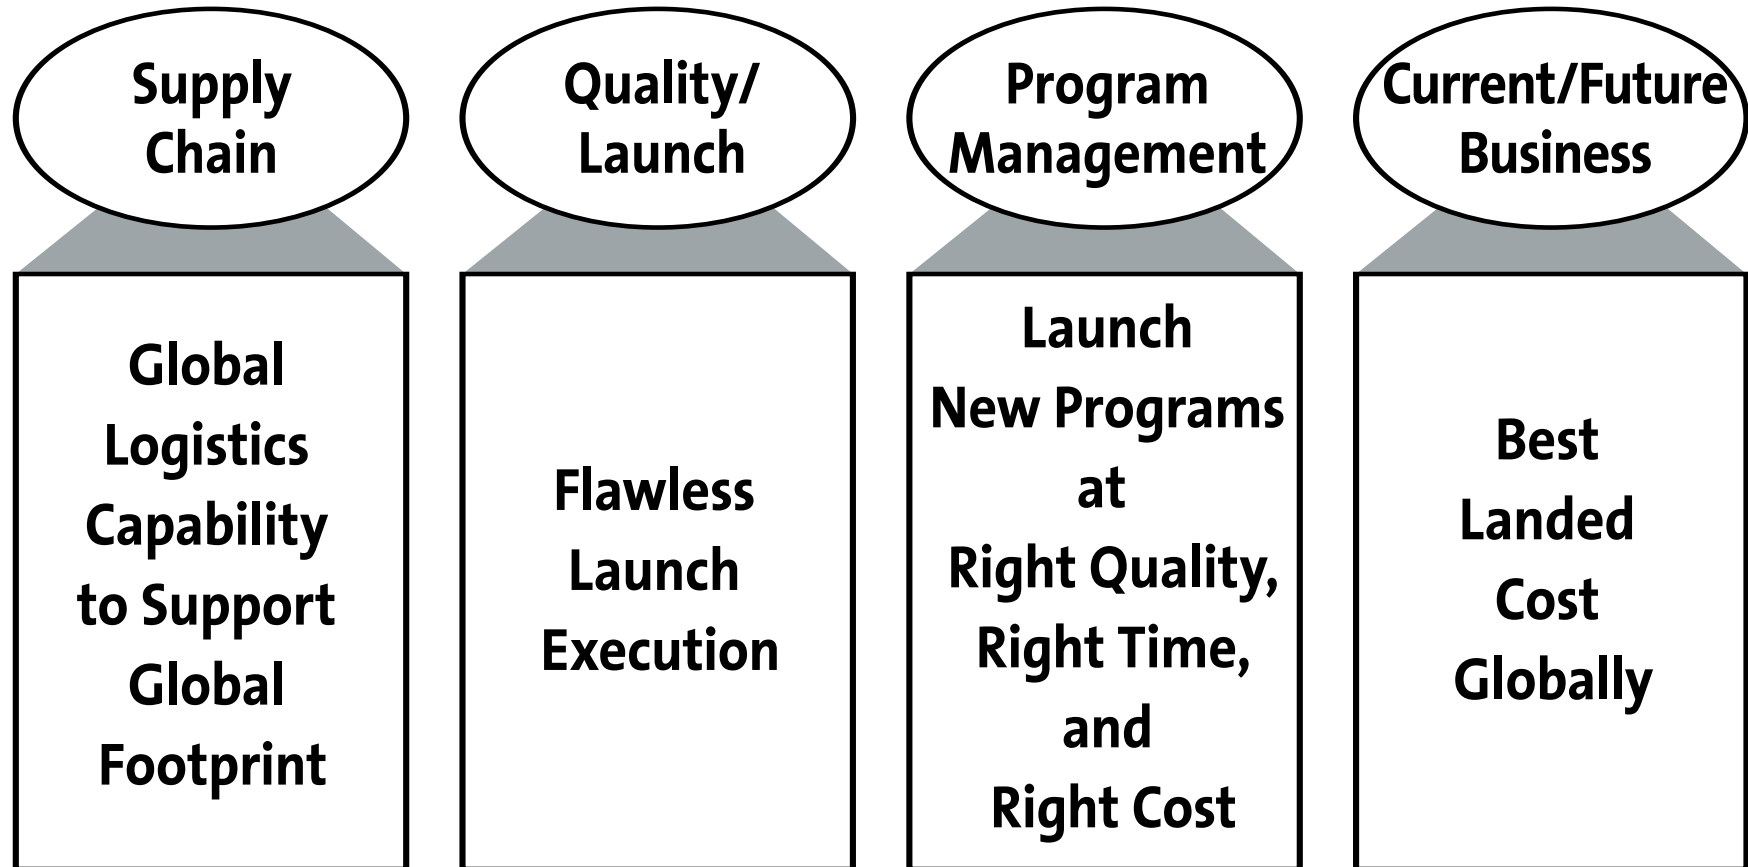 Supply
Chain
Global
Logistics
Capability
to Support
Global
Footprint
Quality/
Launch
Flawless
Launch
Execution
Program
Management
Launch
New Programs
at
Right Quality,
Right Time,
and
Right Cost
Current/Future
Business
Best
Landed
Cost
Globally